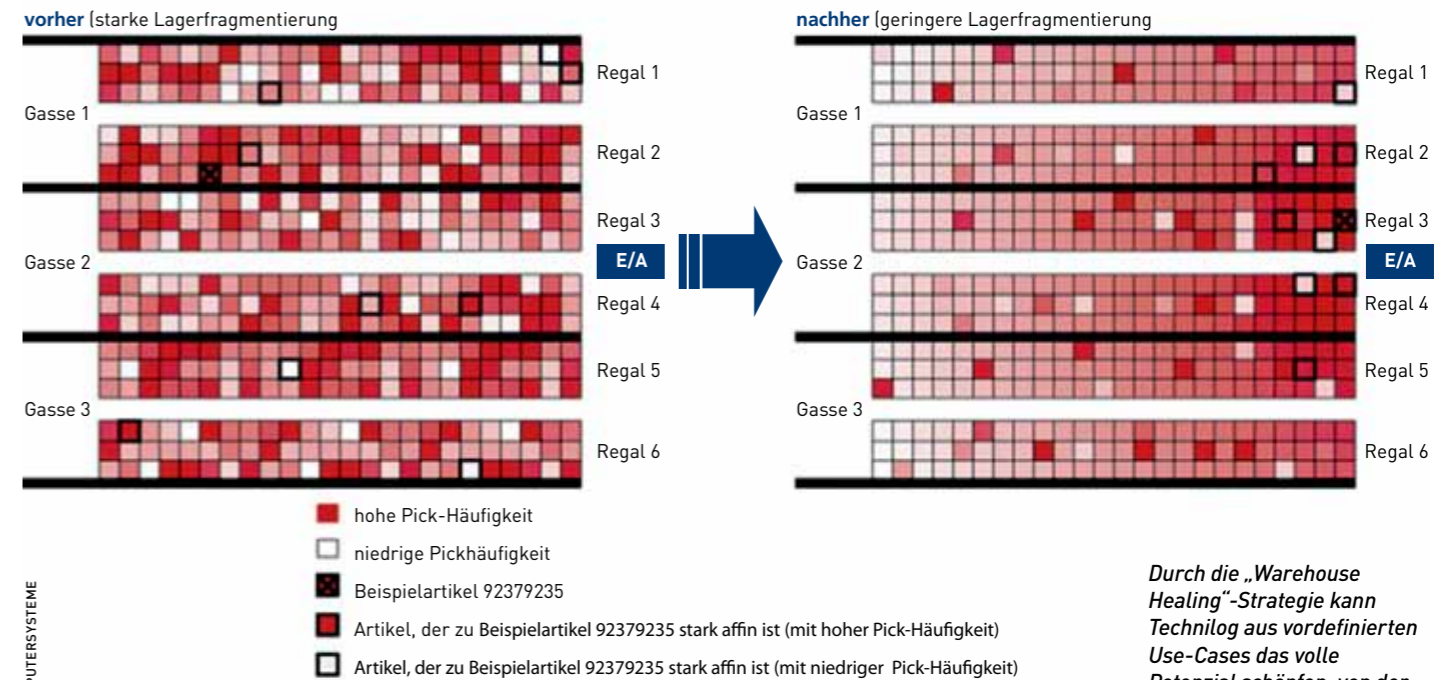 vorher (starke Lagerfragmentierung
Regal 1
Gasse 1
Regal 2
Regal 3
E/A
Gasse 2
Regal 4
Regal 5
Gasse 3
Regal 6
nachher (geringere Lagerfragmentierung
Regal 1
Gasse 1
Regal 2
Regal 3
E/A
Gasse 2
Regal 4
Regal 5
Gasse 3
Regal 6
hohe Pick-Häufigkeit
niedrige Pickhäufigkeit
Beispielartikel 92379235
Artikel, der zu Beispielartikel 92379235 stark affin ist (mit hoher Pick-Häufigkeit)
Artikel, der zu Beispielartikel 92379235 stark affin ist (mit niedriger Pick-Häufigkeit)
Durch die „Warehouse
Healing“-Strategie kann
Technilog aus vordefinierten
Use-Cases das volle
Potenzial schöpfen, von der